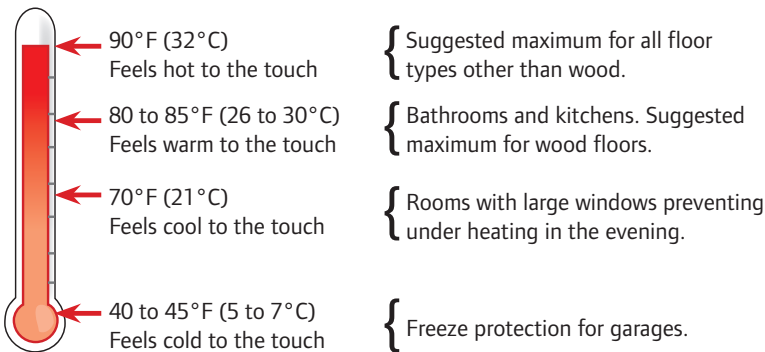 90°F (32°C)
Feels hot to the touch
{ Suggested maximum for all floor
types other than wood.
80 to 85°F (26 to 30°C)
Feels warm to the touch
{ Bathrooms and kitchens. Suggested
maximum for wood floors.
70°F (21°C)
Feels cool to the touch
{ Rooms with large windows preventing
under heating in the evening.
40 to 45°F (5 to 7°C)
Feels cold to the touch
{ Freeze protection for garages.